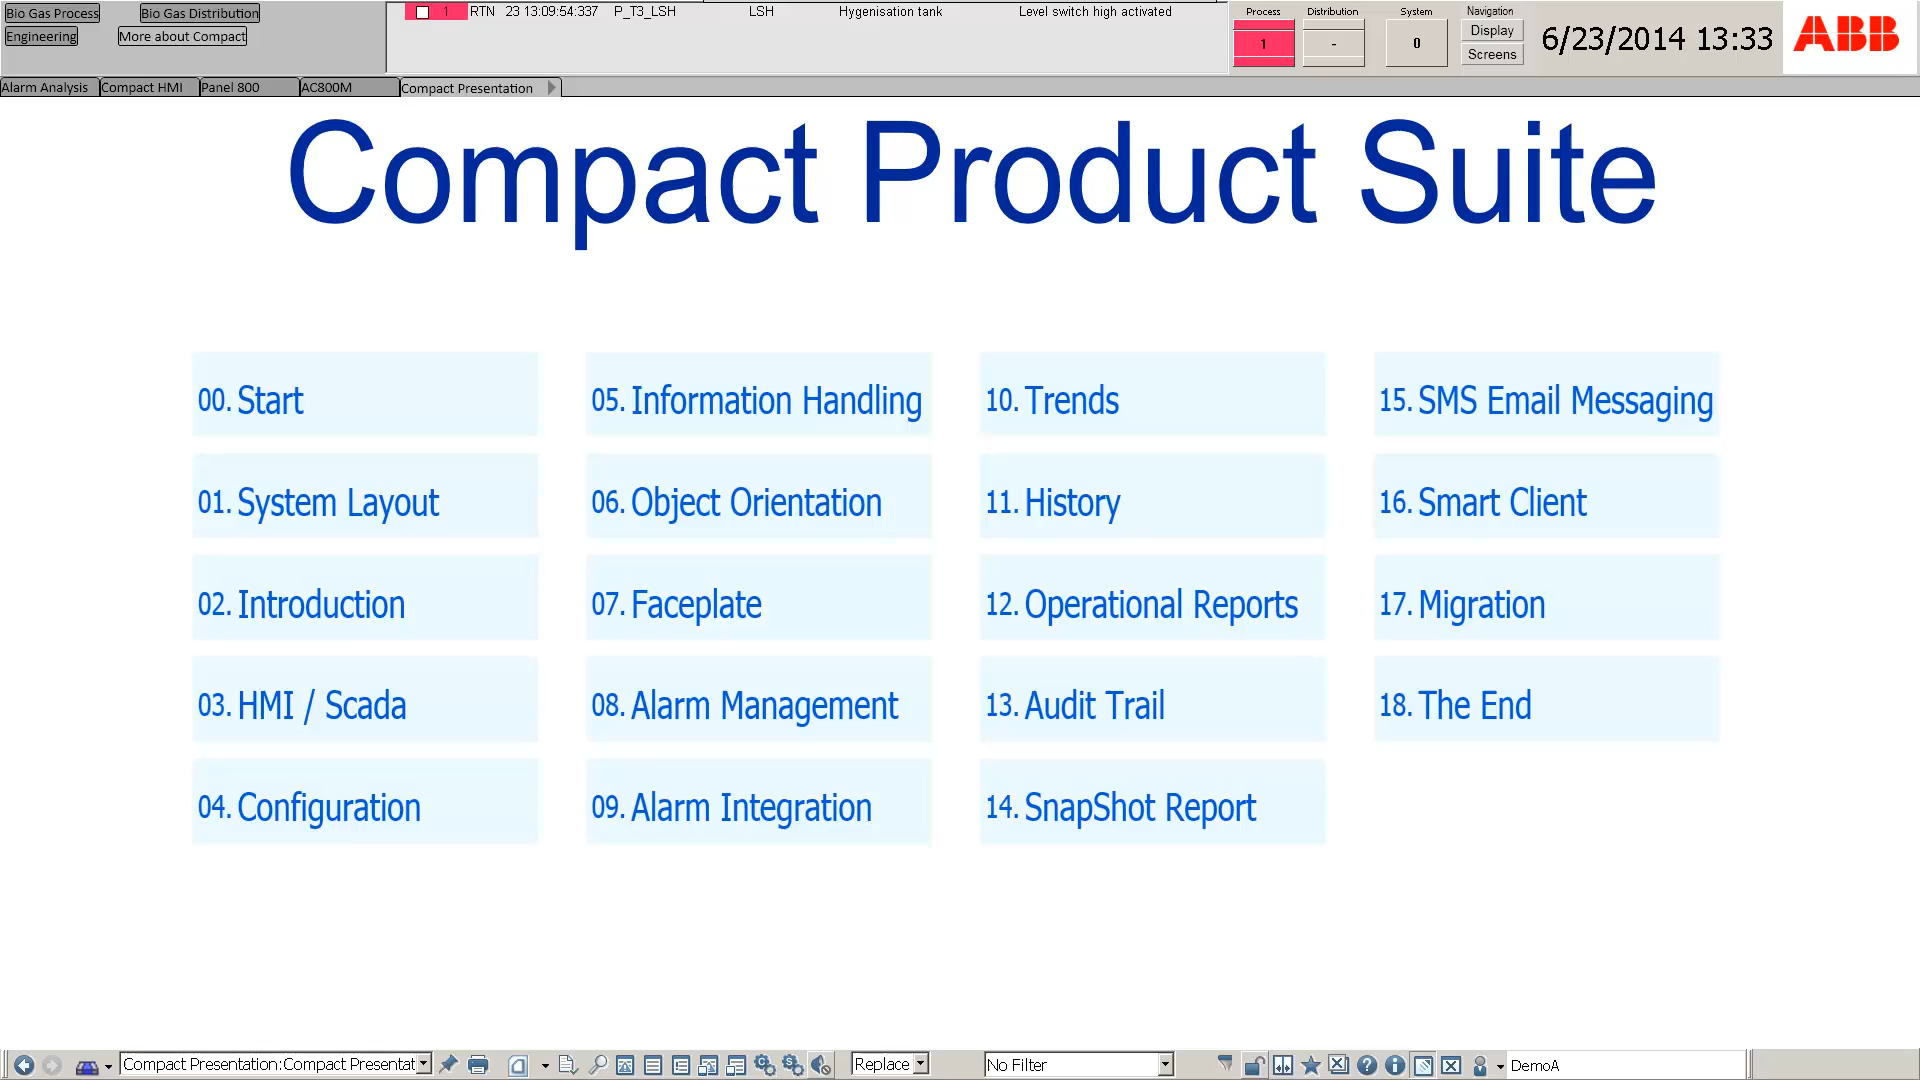 Bio Gas Process
Bio Gas Distribution
Engineering
More about Compact
1 RTN 23 13:09:54:337 P_T3_LSH LSH Hygenisation tank Level switch high activated
Process Distribution System Navigation
1 - 0 Display
Screens
6/23/2014 13:33
ABB
Alarm Analysis Compact HMI Panel 800 AC800M Compact Presentation
Compact Product Suite
00. Start
01. System Layout
02. Introduction
03. HMI / Scada
04. Configuration
05. Information Handling
06. Object Orientation
07. Faceplate
08. Alarm Management
09. Alarm Integration
10. Trends
11. History
12. Operational Reports
13. Audit Trail
14. SnapShot Report
15. SMS Email Messaging
16. Smart Client
17. Migration
18. The End
Compact Presentation:Compact Presentat Replace No Filter DemoA